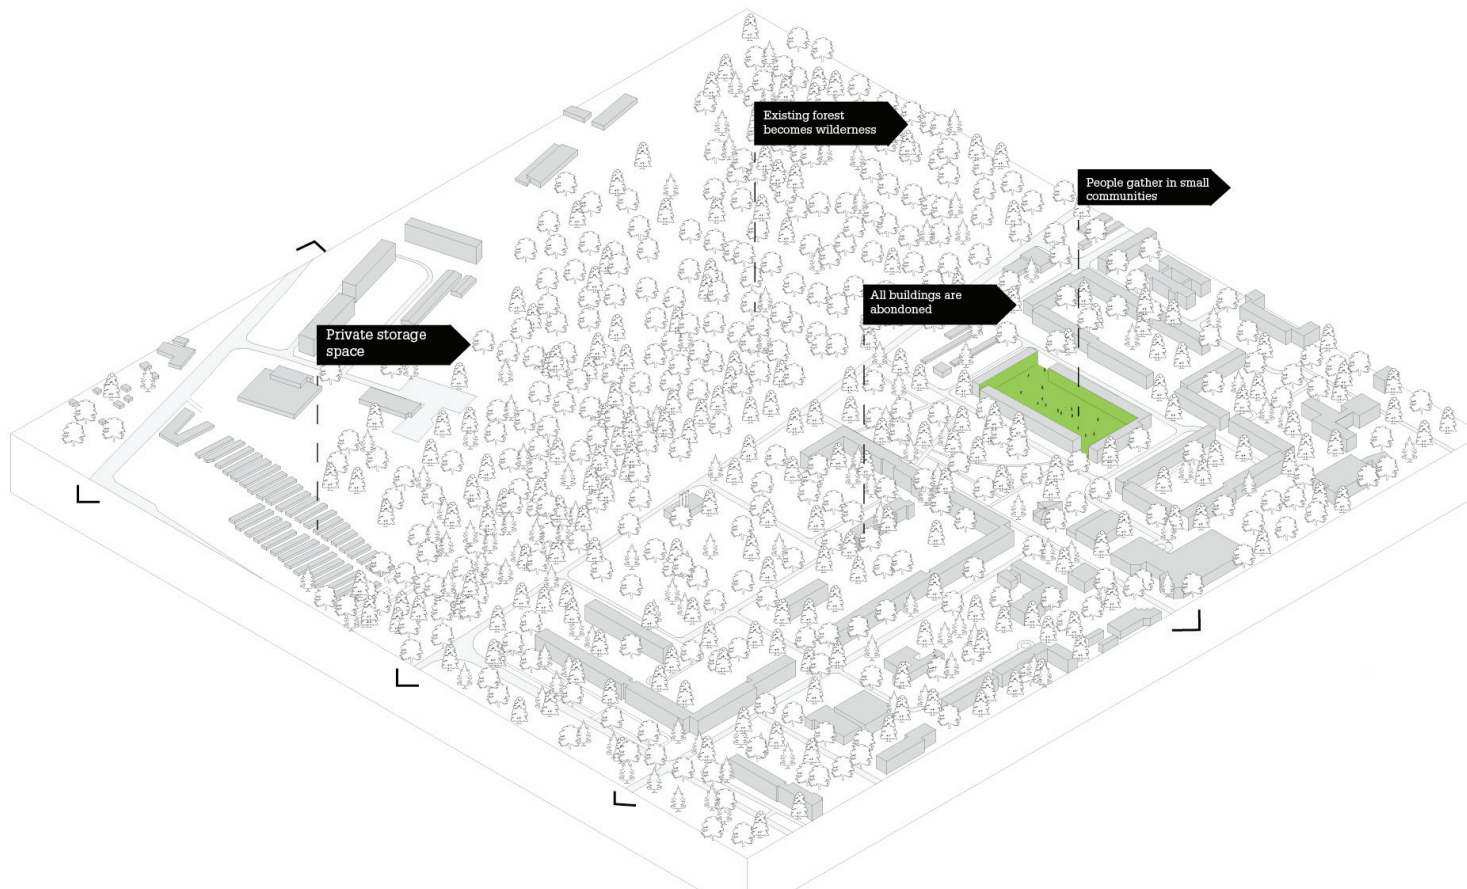 Existing forest
becomes wilderness
People gather in small
communities
All buildings are
abondoned
Private storage
space